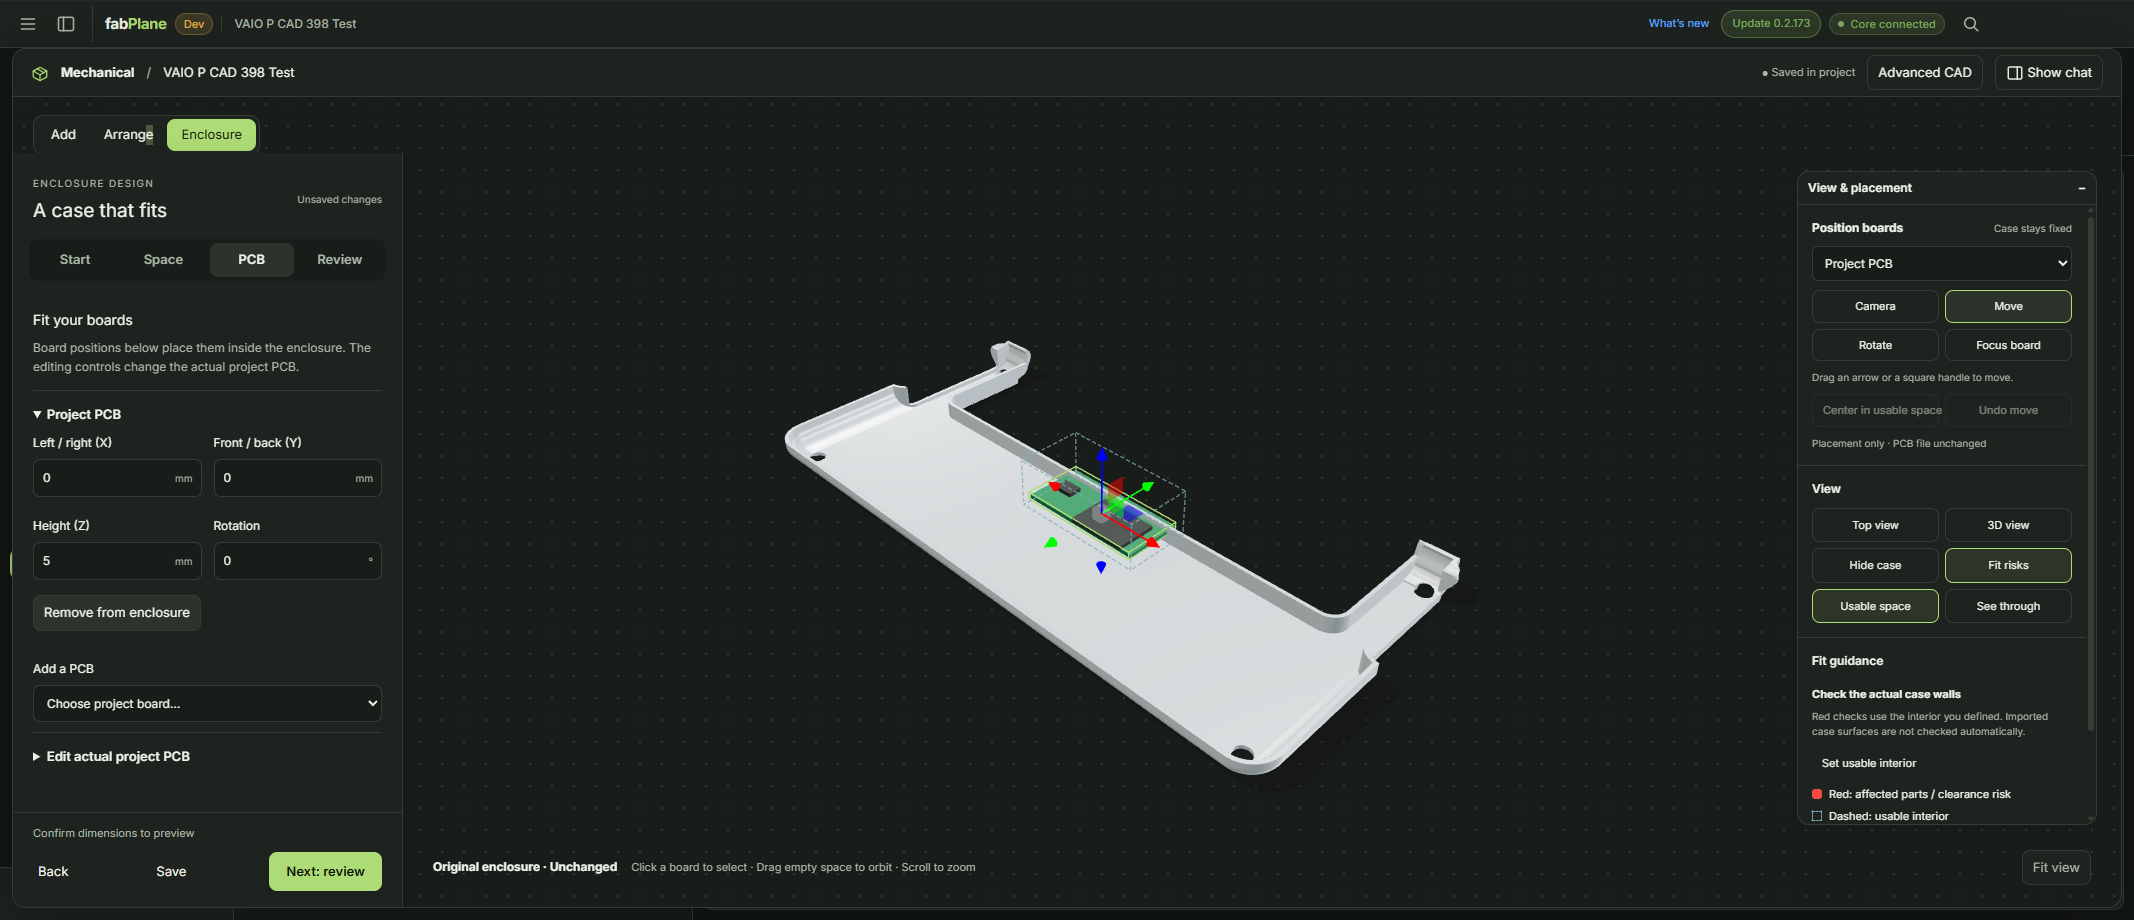 fabPlane Dev VAIO P CAD 398 Test
What's new Update 0.2.173 Core connected
Mechanical / VAIO P CAD 398 Test
Saved in project Advanced CAD Show chat
Add Arrange Enclosure
ENCLOSURE DESIGN
A case that fits
Unsaved changes
Start Space PCB Review
Fit your boards
Board positions below place them inside the enclosure. The
editing controls change the actual project PCB.
Project PCB
Left / right (X) Front / back (Y)
0 mm 0 mm
Height (Z) Rotation
5 mm 0 °
Remove from enclosure
Add a PCB
Choose project board...
Edit actual project PCB
Confirm dimensions to preview
Back Save Next: review
Original enclosure · Unchanged Click a board to select · Drag empty space to orbit · Scroll to zoom
View & placement −
Position boards Case stays fixed
Project PCB
Camera Move
Rotate Focus board
Drag an arrow or a square handle to move.
Center in usable space Undo move
Placement only · PCB file unchanged
View
Top view 3D view
Hide case Fit risks
Usable space See through
Fit guidance
Check the actual case walls
Red checks use the interior you defined. Imported
case surfaces are not checked automatically.
Set usable interior
Red: affected parts / clearance risk
Dashed: usable interior
Fit view